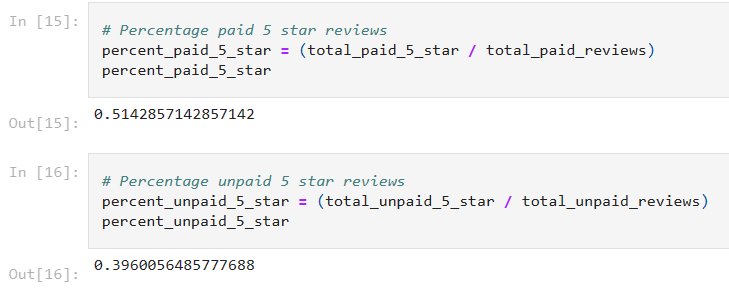 In [15]:
# Percentage paid 5 star reviews
percent_paid_5_star = (total_paid_5_star / total_paid_reviews)
percent_paid_5_star
Out[15]:
0.5142857142857142
In [16]:
# Percentage unpaid 5 star reviews
percent_unpaid_5_star = (total_unpaid_5_star / total_unpaid_reviews)
percent_unpaid_5_star
Out[16]:
0.3960056485777688